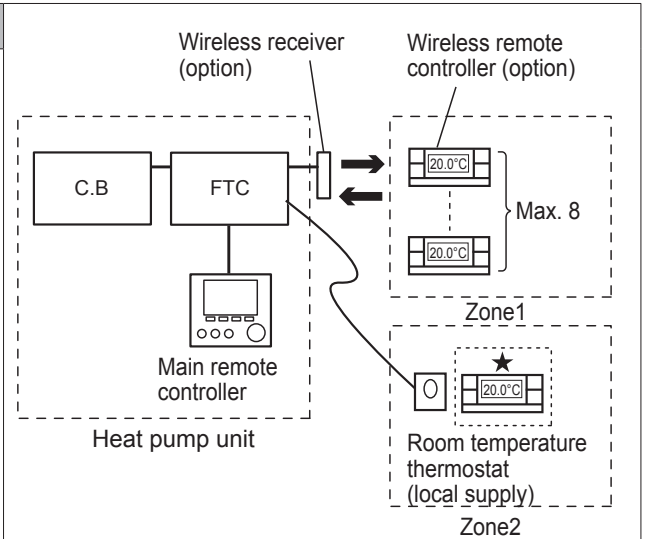 Wireless receiver
(option)
Wireless remote
controller (option)
C.B
FTC
20.0°C
20.0°C
Max. 8
Zone1
Main remote
controller
Heat pump unit
★
20.0°C
Room temperature
thermostat
(local supply)
Zone2